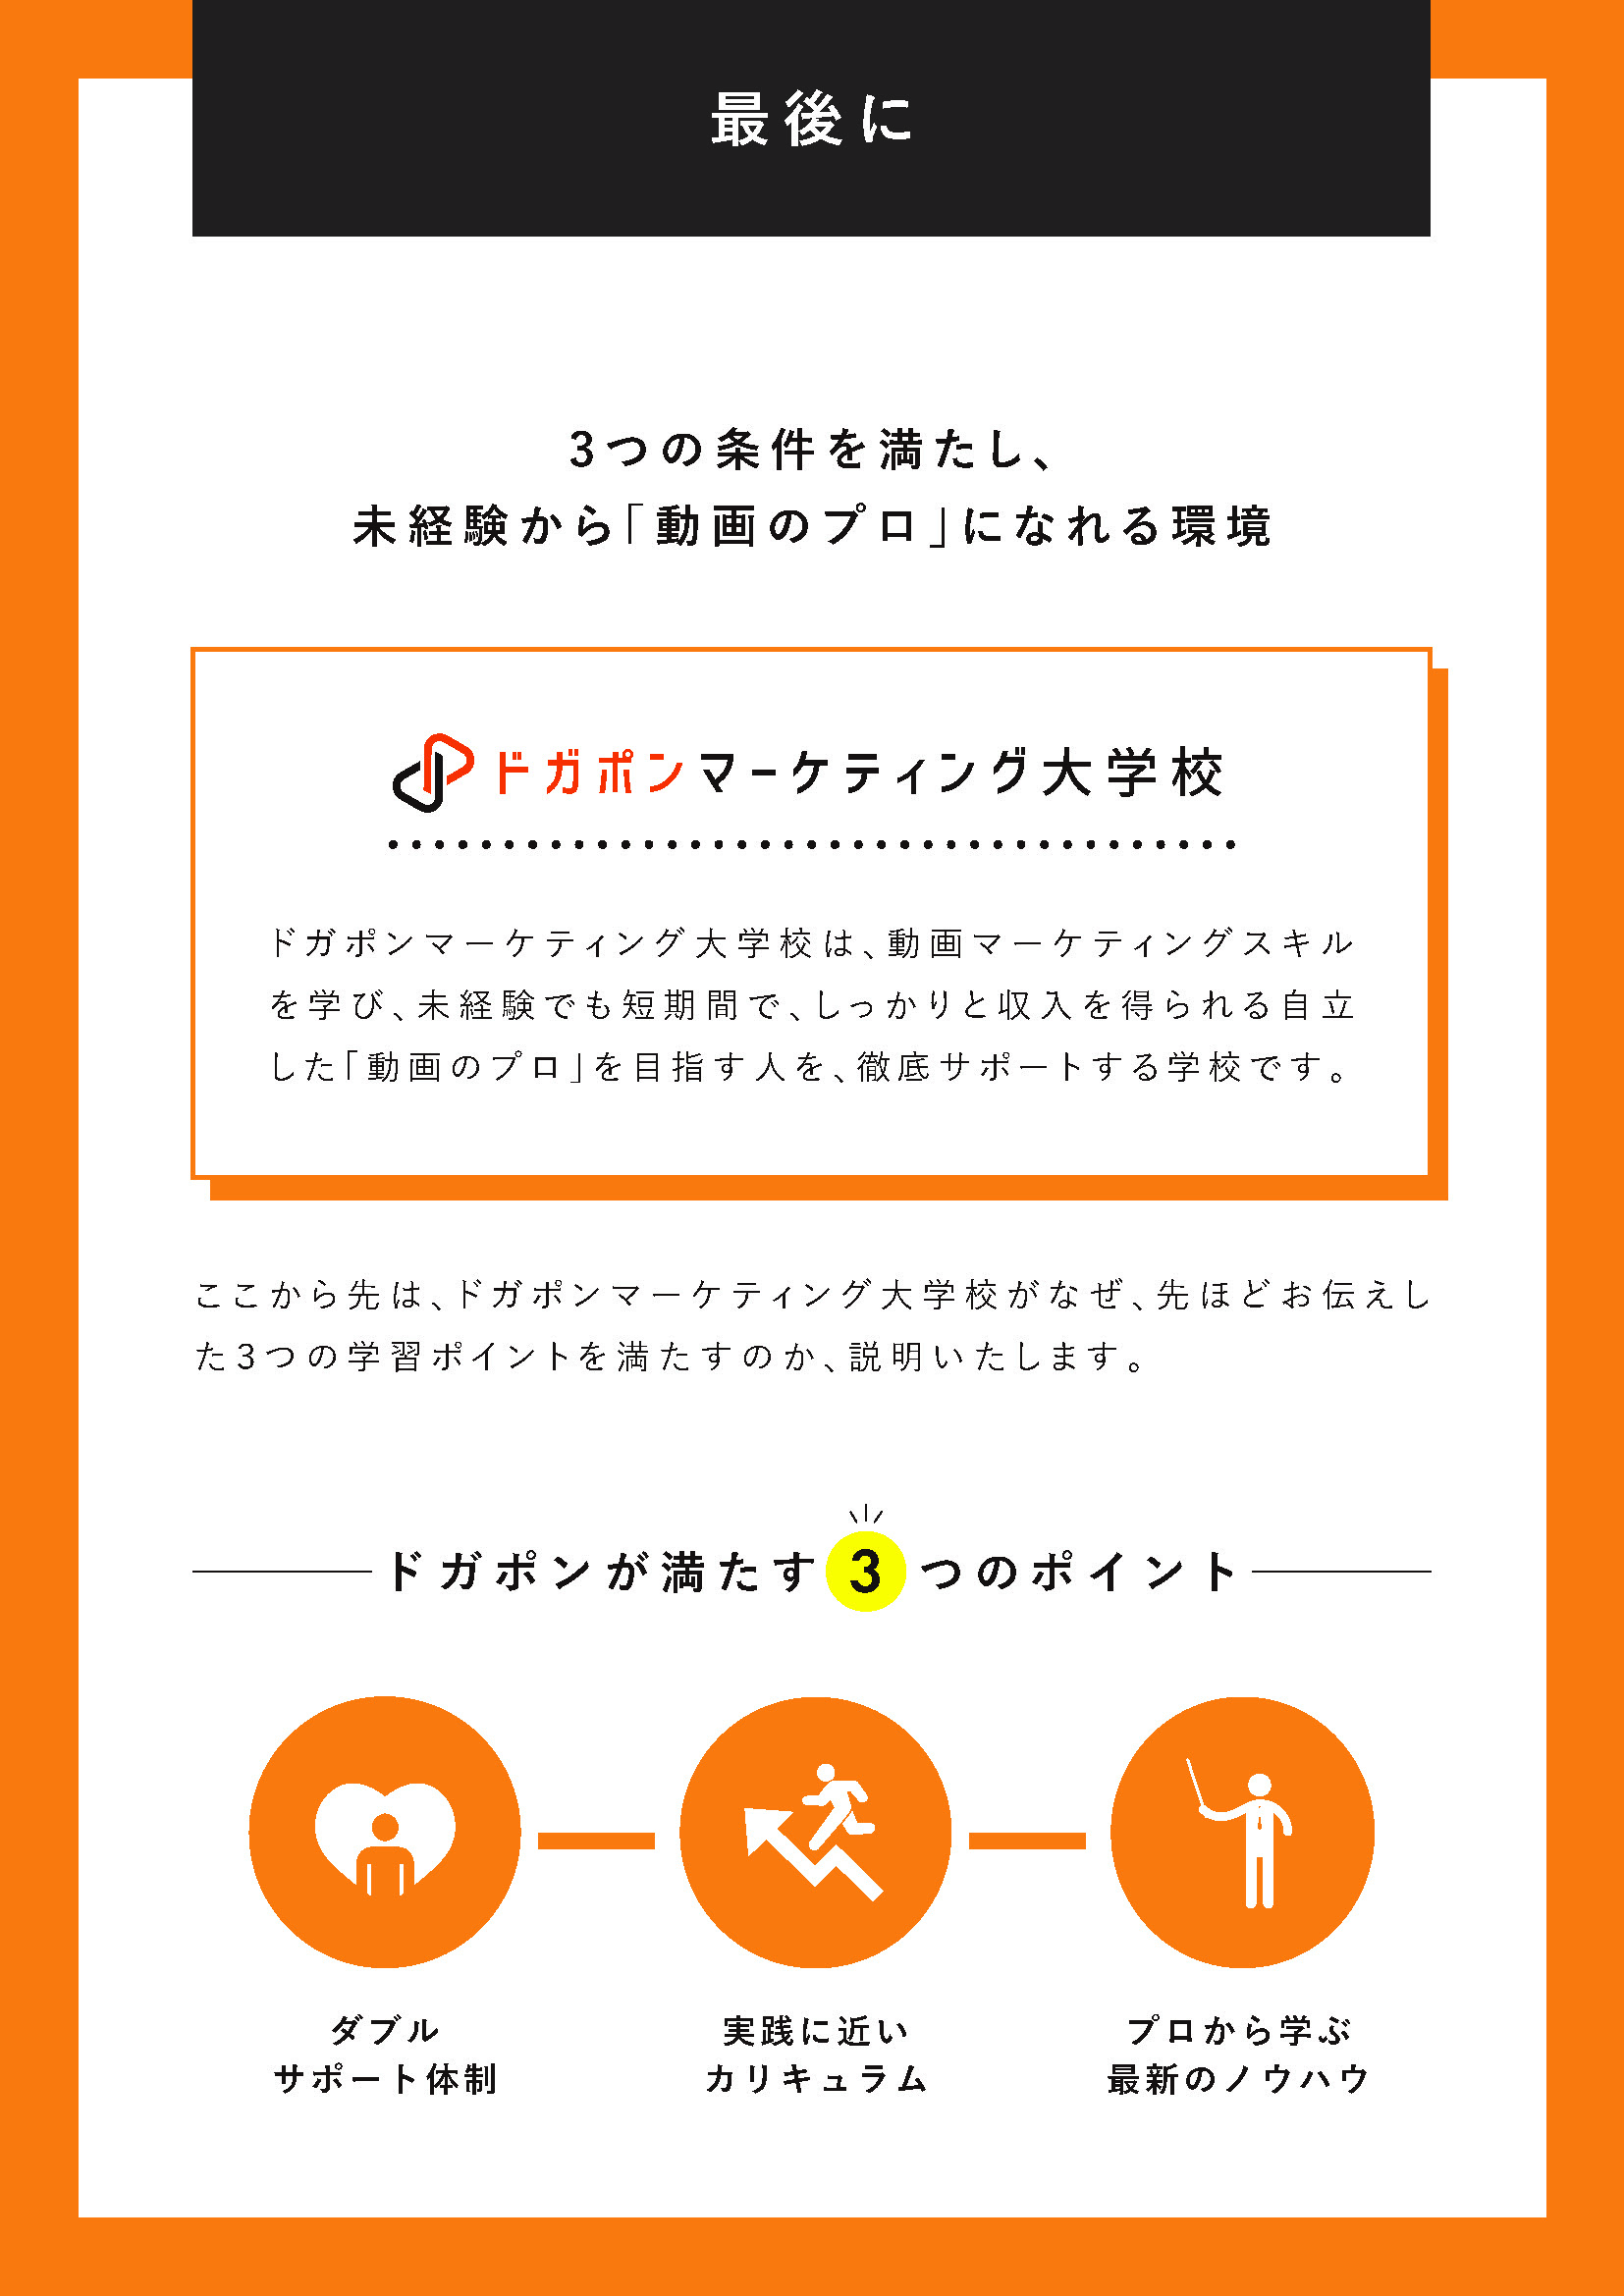 最後に
3つの条件を満たし、
未経験から「動画のプロ」になれる環境
ドガポンマーケティング大学校
ドガポンマーケティング大学校は、動画マーケティングスキル
を学び、未経験でも短期間で、しっかりと収入を得られる自立
した「動画のプロ」を目指す人を、徹底サポートする学校です。
ここから先は、ドガポンマーケティング大学校がなぜ、先ほどお伝えし
た3つの学習ポイントを満たすのか、説明いたします。
ドガポンが満たす3つのポイント
ダブル
サポート体制
実践に近い
カリキュラム
プロから学ぶ
最新のノウハウ